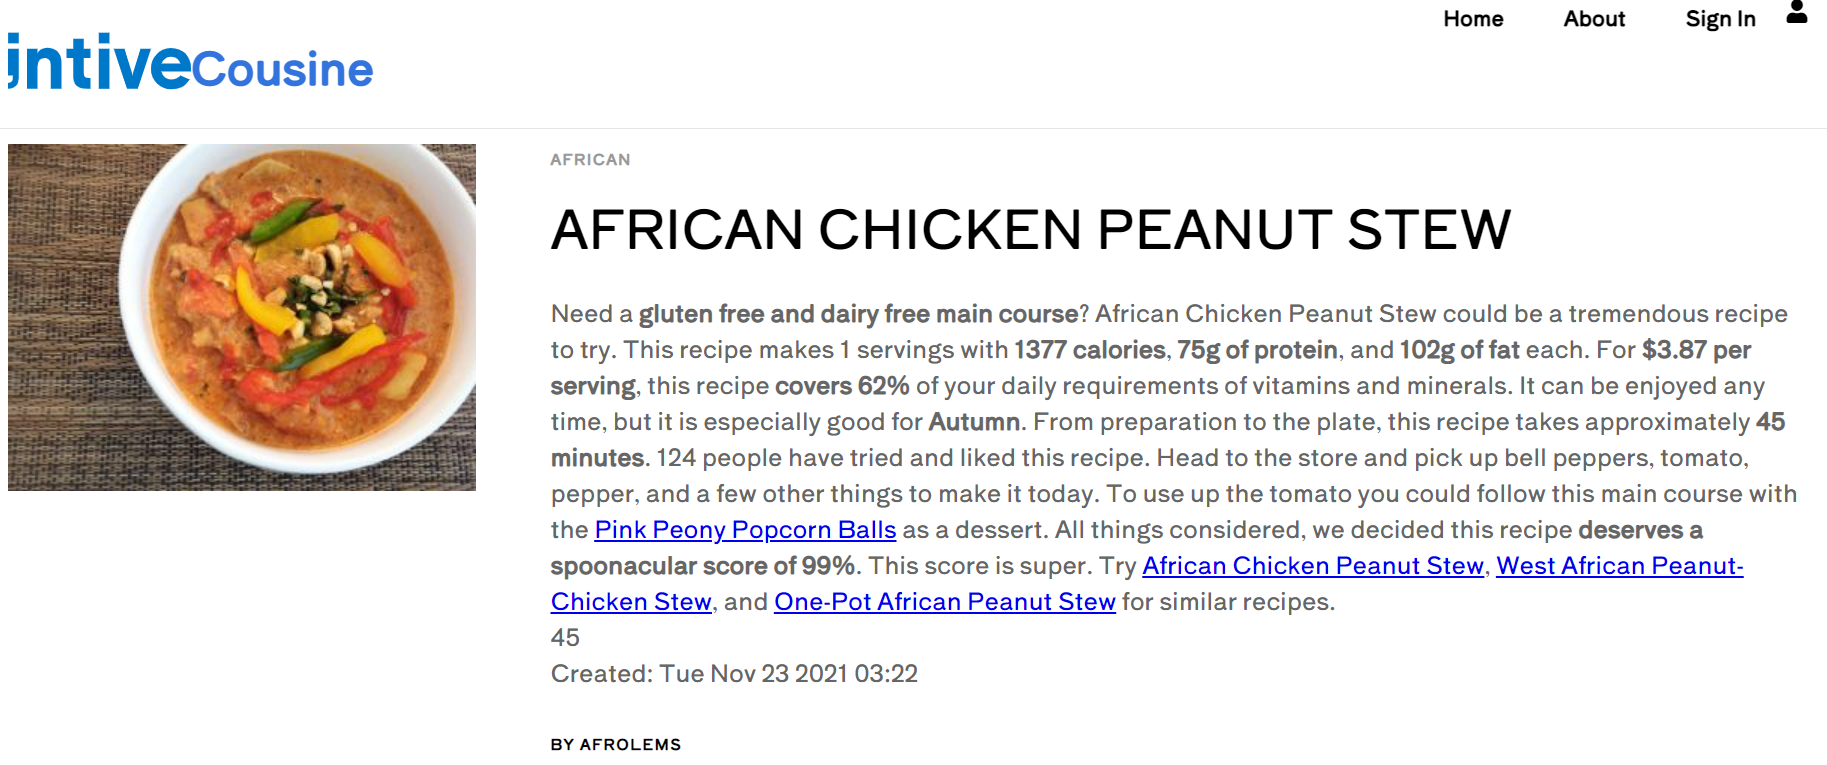 Home About Sign In
intiveCousine
AFRICAN
AFRICAN CHICKEN PEANUT STEW
Need a gluten free and dairy free main course? African Chicken Peanut Stew could be a tremendous recipe
to try. This recipe makes 1 servings with 1377 calories, 75g of protein, and 102g of fat each. For $3.87 per
serving, this recipe covers 62% of your daily requirements of vitamins and minerals. It can be enjoyed any
time, but it is especially good for Autumn. From preparation to the plate, this recipe takes approximately 45
minutes. 124 people have tried and liked this recipe. Head to the store and pick up bell peppers, tomato,
pepper, and a few other things to make it today. To use up the tomato you could follow this main course with
the Pink Peony Popcorn Balls as a dessert. All things considered, we decided this recipe deserves a
spoonacular score of 99%. This score is super. Try African Chicken Peanut Stew, West African Peanut-
Chicken Stew, and One-Pot African Peanut Stew for similar recipes.
45
Created: Tue Nov 23 2021 03:22
BY AFROLEMS